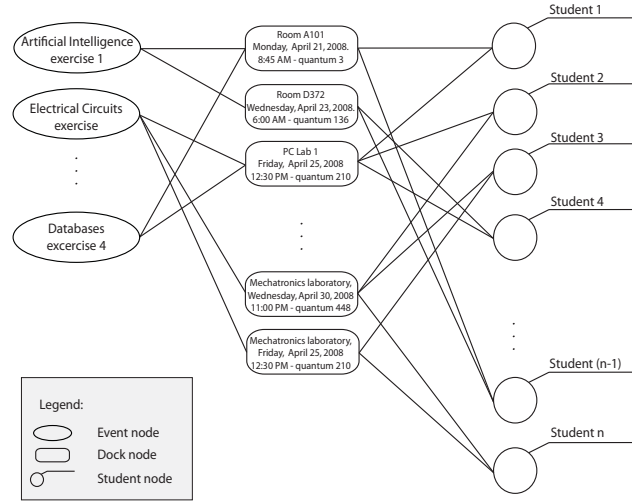 Artificial Intelligence
exercise 1
Electrical Circuits
exercise
.
.
.
Databases
excercise 4
Room A101
Monday, April 21, 2008.
8:45 AM - quantum 3
Room D372
Wednesday, April 23, 2008.
6:00 AM - quantum 136
PC Lab 1
Friday, April 25, 2008
12:30 PM - quantum 210
.
.
.
Mechatronics laboratory,
Wednesday, April 30, 2008
11:00 PM - quantum 448
Mechatronics laboratory,
Friday, April 25, 2008
12:30 PM - quantum 210
Student 1
Student 2
Student 3
Student 4
.
.
.
Student (n-1)
Student n
Legend:
Event node
Dock node
Student node